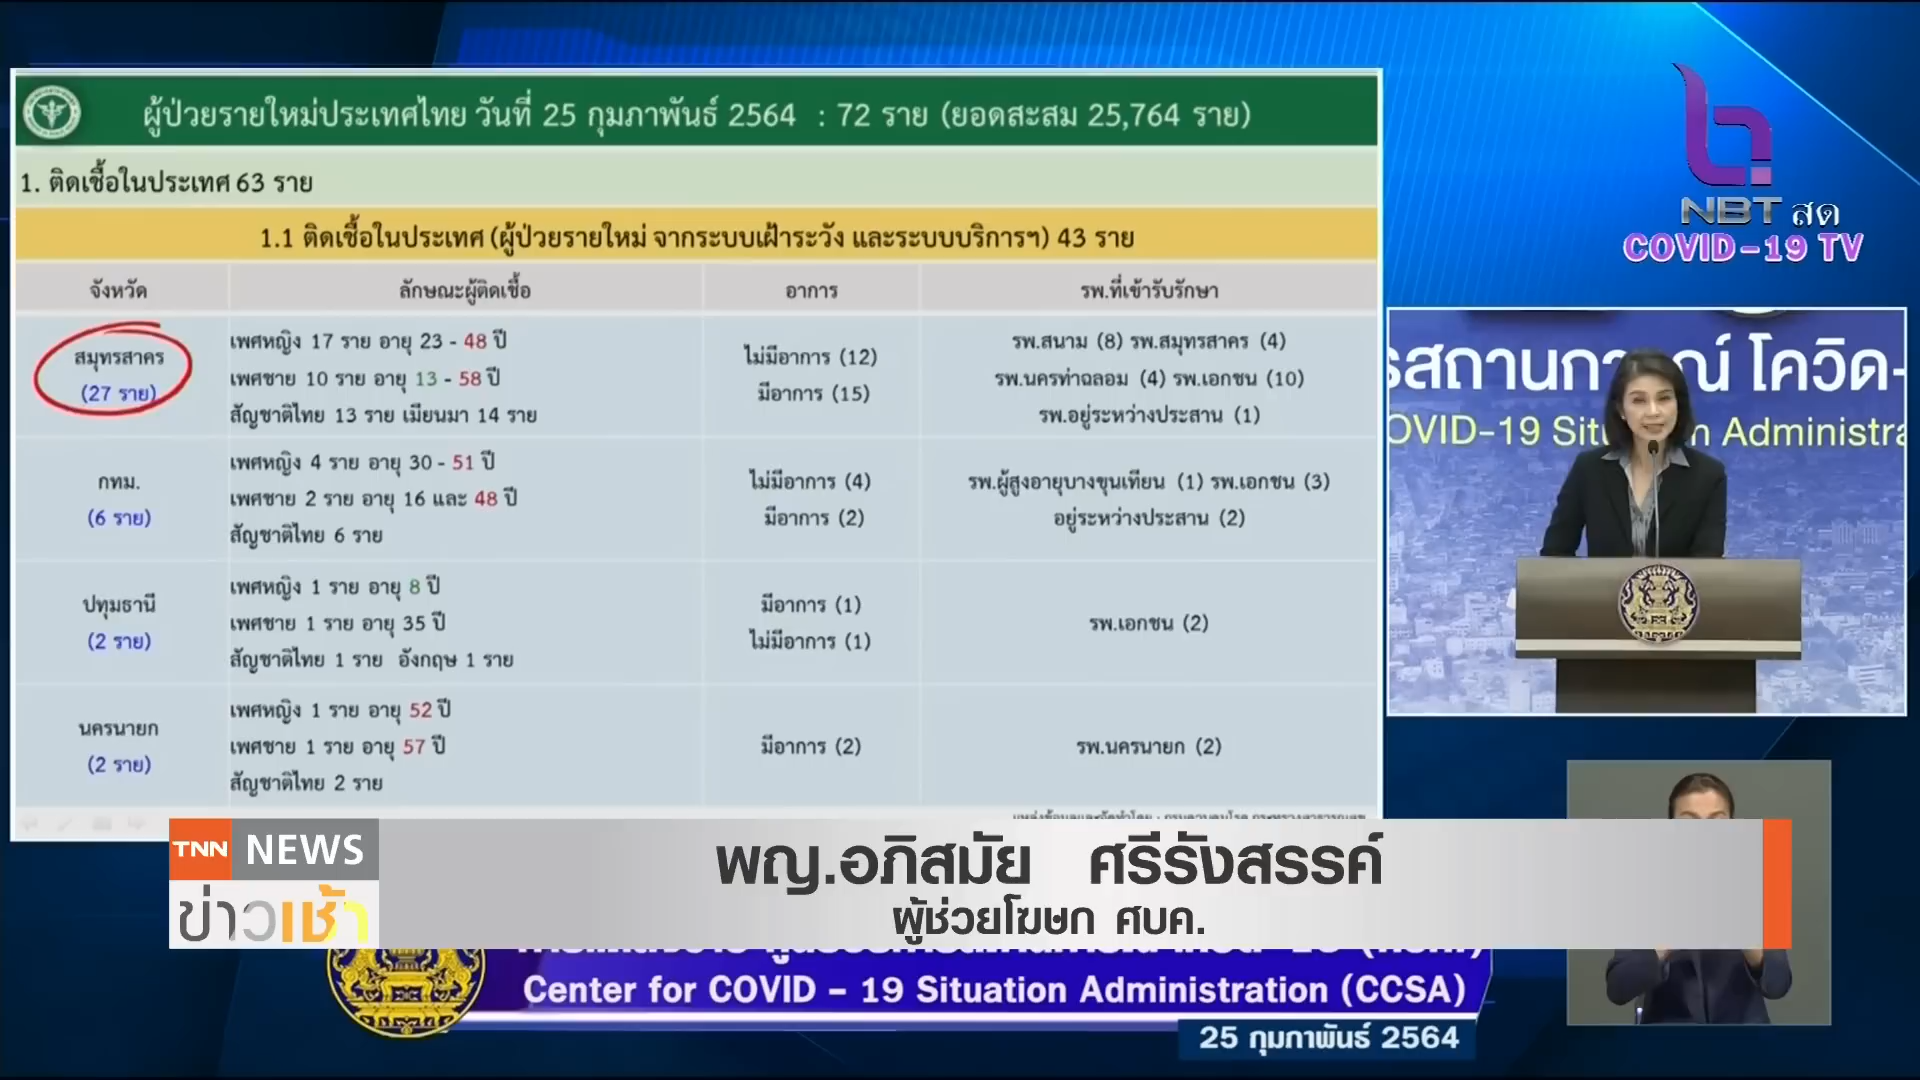 ผู้ป่วยรายใหม่ประเทศไทย วันที่ 25 กุมภาพันธ์ 2564 : 72 ราย (ยอดสะสม 25,764 ราย)
1. ติดเชื้อในประเทศ 63 ราย
1.1 ติดเชื้อในประเทศ (ผู้ป่วยรายใหม่ จากระบบเฝ้าระวัง และระบบบริการฯ) 43 ราย
จังหวัด ลักษณะผู้ติดเชื้อ อาการ รพ.ที่เข้ารับรักษา
สมุทรสาคร
(27 ราย)
เพศหญิง 17 ราย อายุ 23 - 48 ปี
เพศชาย 10 ราย อายุ 13 - 58 ปี
สัญชาติไทย 13 ราย เมียนมา 14 ราย
ไม่มีอาการ (12)
มีอาการ (15)
รพ.สนาม (8) รพ.สมุทรสาคร (4)
รพ.นครท่าฉลอม (4) รพ.เอกชน (10)
รพ.อยู่ระหว่างประสาน (1)
กทม.
(6 ราย)
เพศหญิง 4 ราย อายุ 30 - 51 ปี
เพศชาย 2 ราย อายุ 16 และ 48 ปี
สัญชาติไทย 6 ราย
ไม่มีอาการ (4)
มีอาการ (2)
รพ.ผู้สูงอายุบางขุนเทียน (1) รพ.เอกชน (3)
อยู่ระหว่างประสาน (2)
ปทุมธานี
(2 ราย)
เพศหญิง 1 ราย อายุ 8 ปี
เพศชาย 1 ราย อายุ 35 ปี
สัญชาติไทย 1 ราย อังกฤษ 1 ราย
มีอาการ (1)
ไม่มีอาการ (1)
รพ.เอกชน (2)
นครนายก
(2 ราย)
เพศหญิง 1 ราย อายุ 52 ปี
เพศชาย 1 ราย อายุ 57 ปี
สัญชาติไทย 2 ราย
มีอาการ (2)
รพ.นครนายก (2)
NBT สด
COVID-19 TV
รสถานการณ์ โควิด-
OVID-19 Situation Administra
TNN NEWS
ข่าวเช้า
พญ.อภิสมัย ศรีรังสรรค์
ผู้ช่วยโฆษก ศบค.
Center for COVID - 19 Situation Administration (CCSA)
25 กุมภาพันธ์ 2564